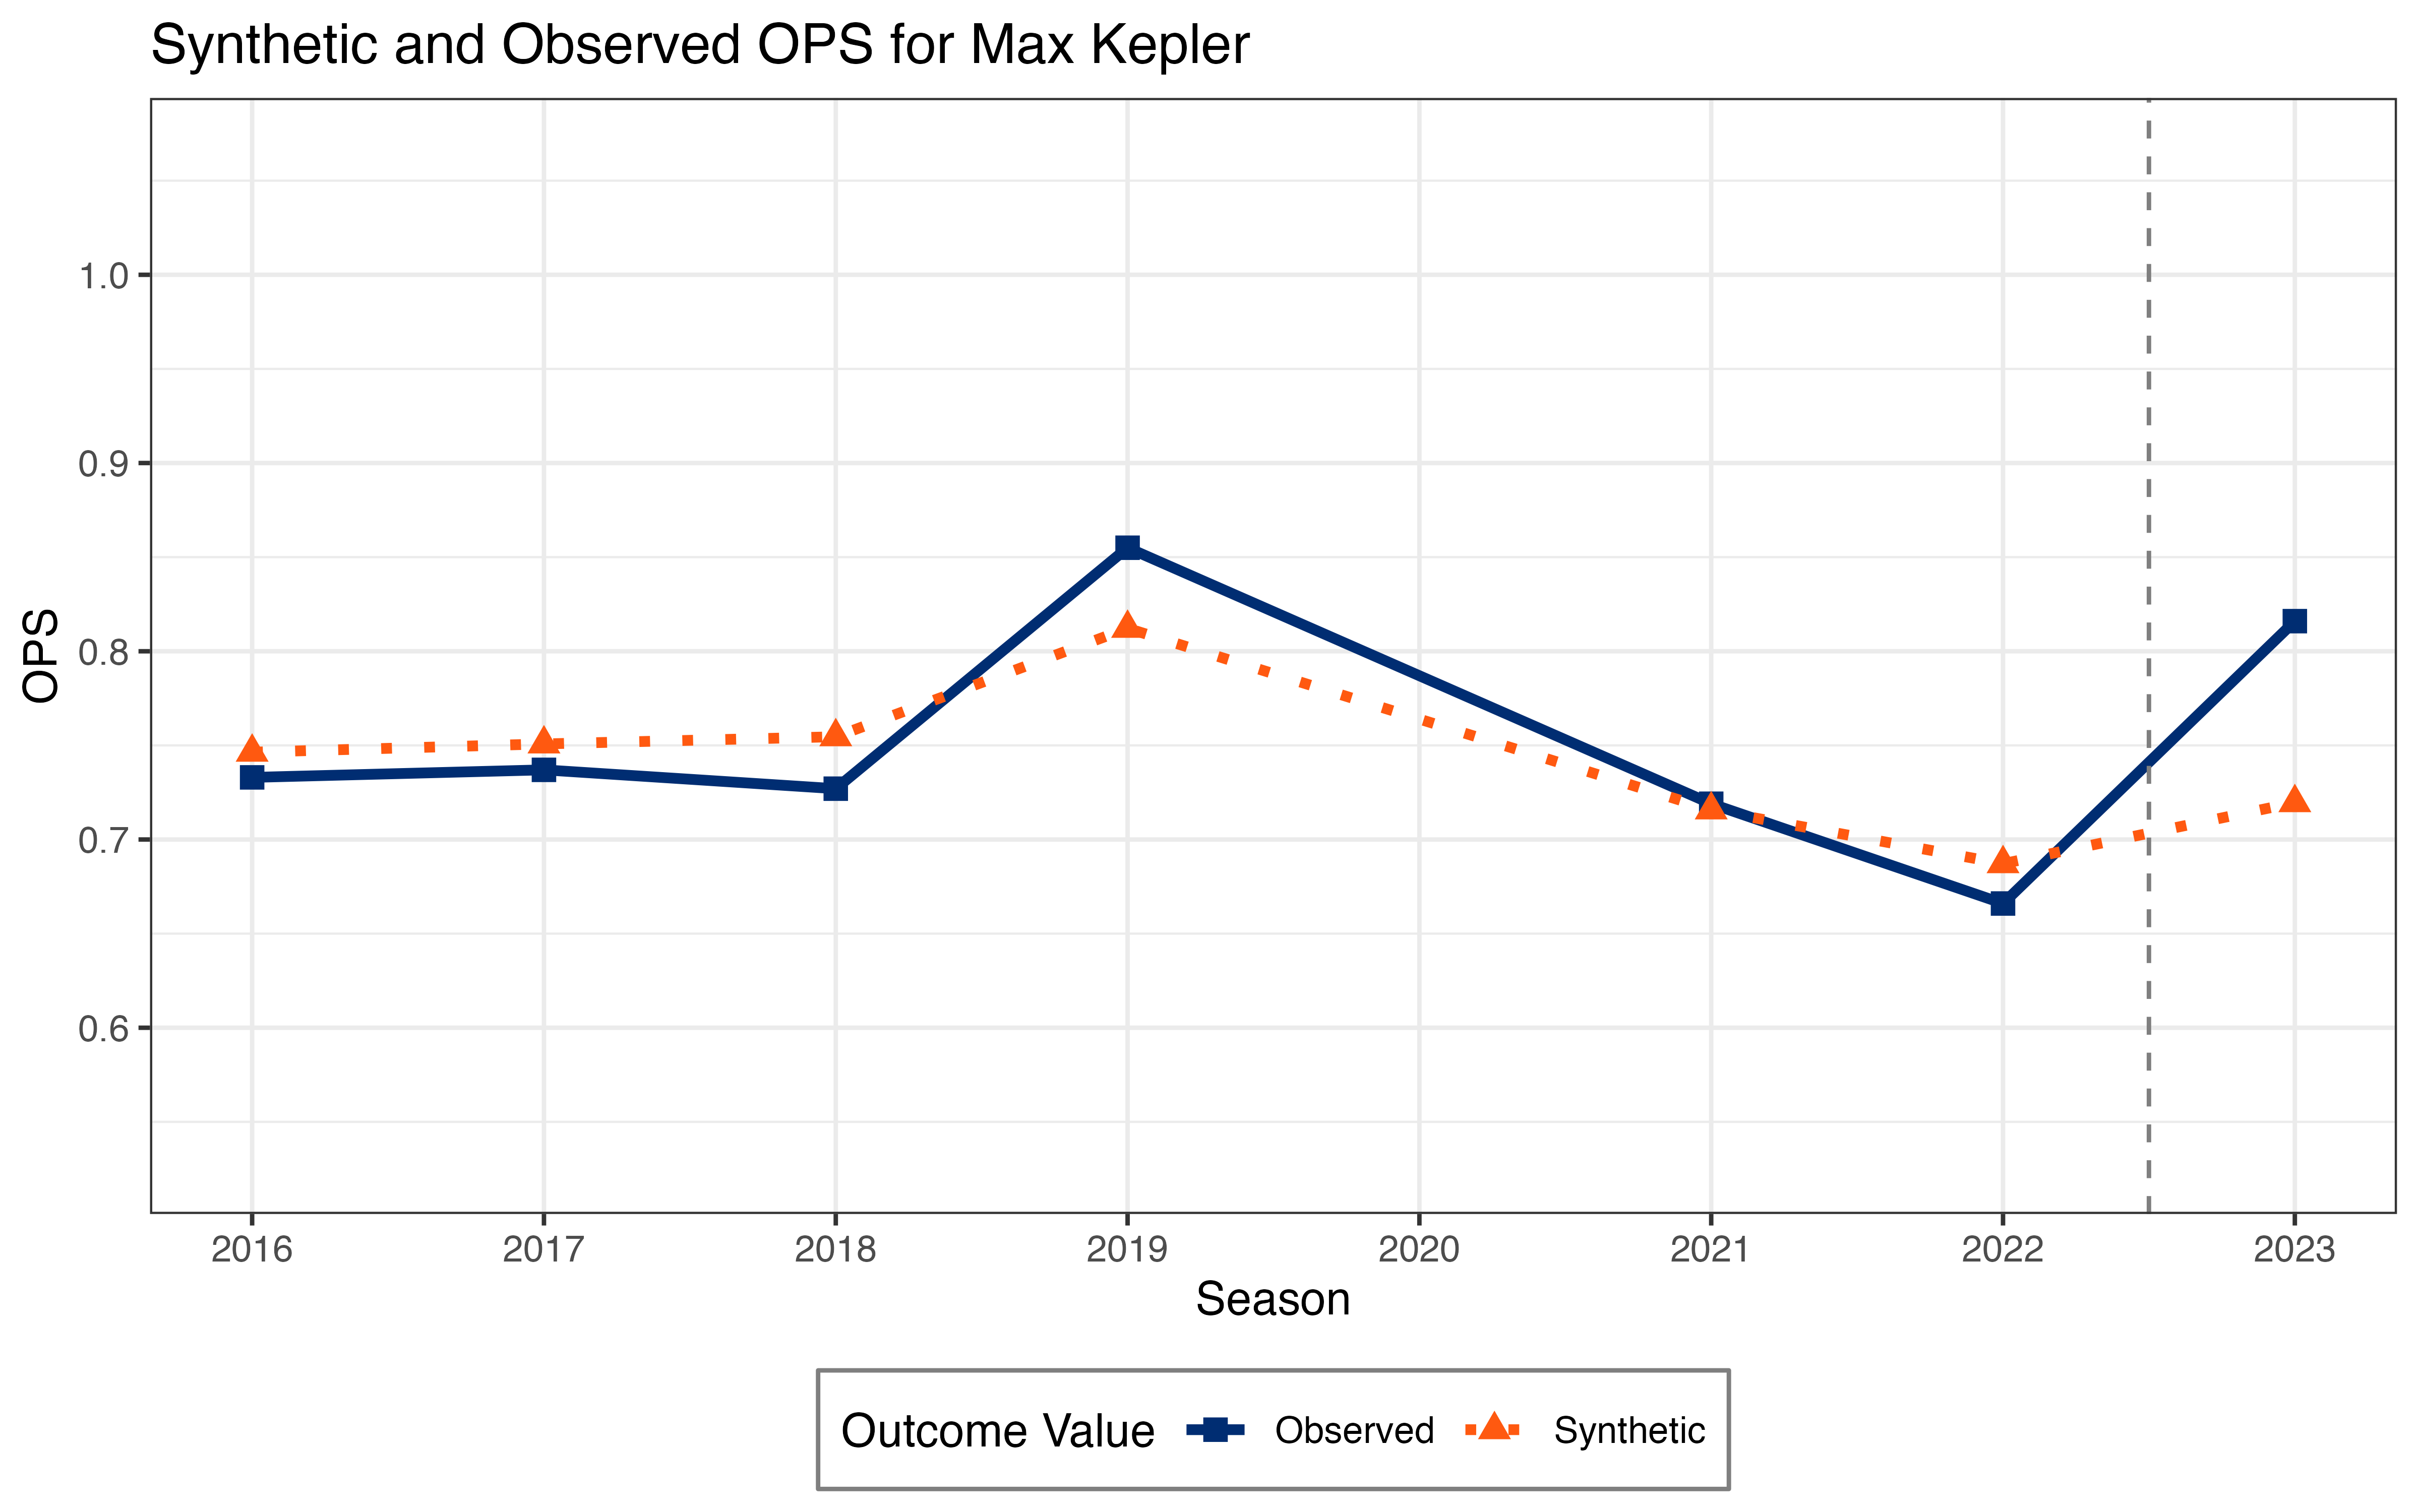 Synthetic and Observed OPS for Max Kepler
OPS
1.0
0.9
0.8
0.7
0.6
2016 2017 2018 2019 2020 2021 2022 2023
Season
Outcome Value Observed Synthetic